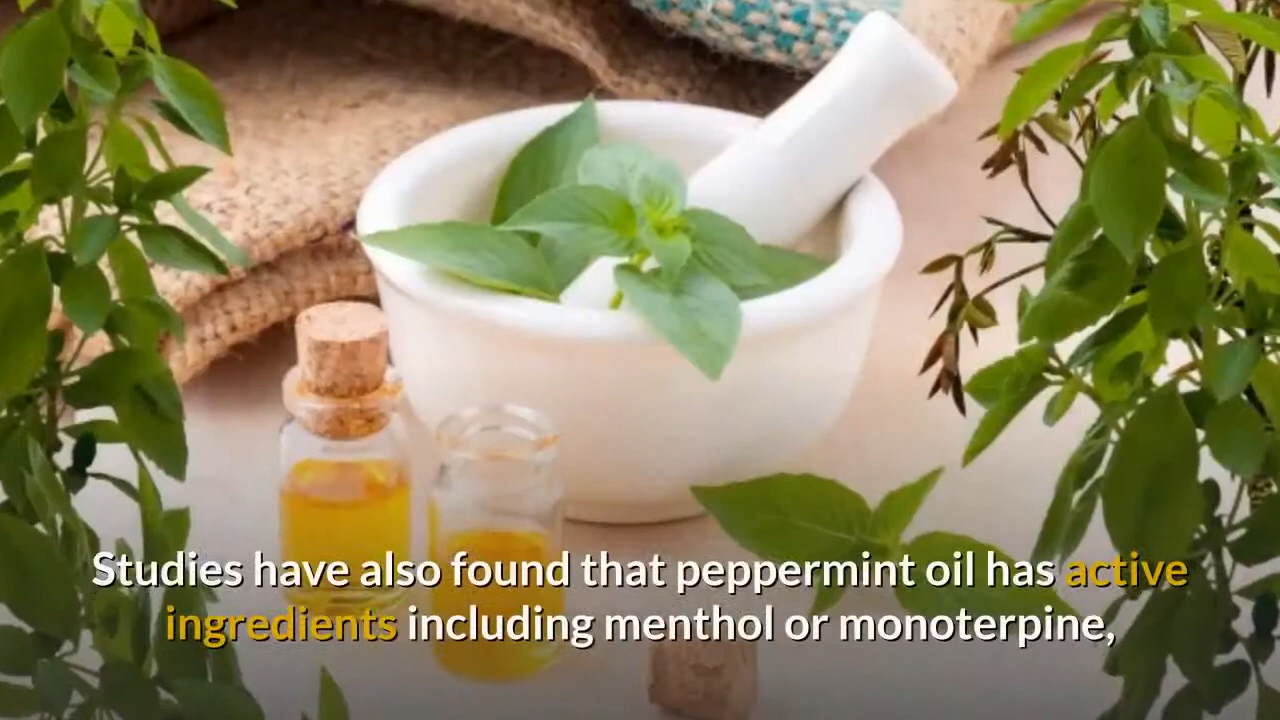 Studies have also found that peppermint oil has active
ingredients including menthol or monoterpine,